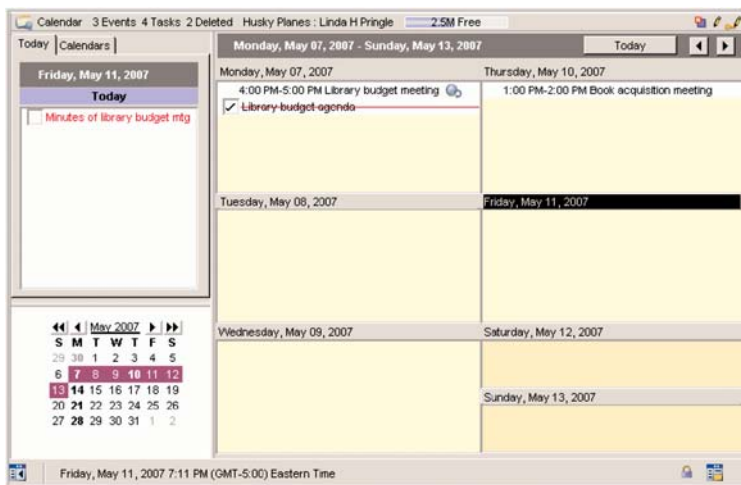 Calendar 3 Events 4 Tasks 2 Deleted Husky Planes : Linda H Pringle 2.5M Free
Today Calendars
Friday, May 11, 2007
Today
Minutes of library budget mtg
May 2007
S M T W T F S
29 30 1 2 3 4 5
6 7 8 9 10 11 12
13 14 15 16 17 18 19
20 21 22 23 24 25 26
27 28 29 30 31 1 2
Monday, May 07, 2007 - Sunday, May 13, 2007 Today
Monday, May 07, 2007
4:00 PM-5:00 PM Library budget meeting
Library budget agenda
Tuesday, May 08, 2007
Wednesday, May 09, 2007
Thursday, May 10, 2007
1:00 PM-2:00 PM Book acquisition meeting
Friday, May 11, 2007
Saturday, May 12, 2007
Sunday, May 13, 2007
Friday, May 11, 2007 7:11 PM (GMT-5:00) Eastern Time